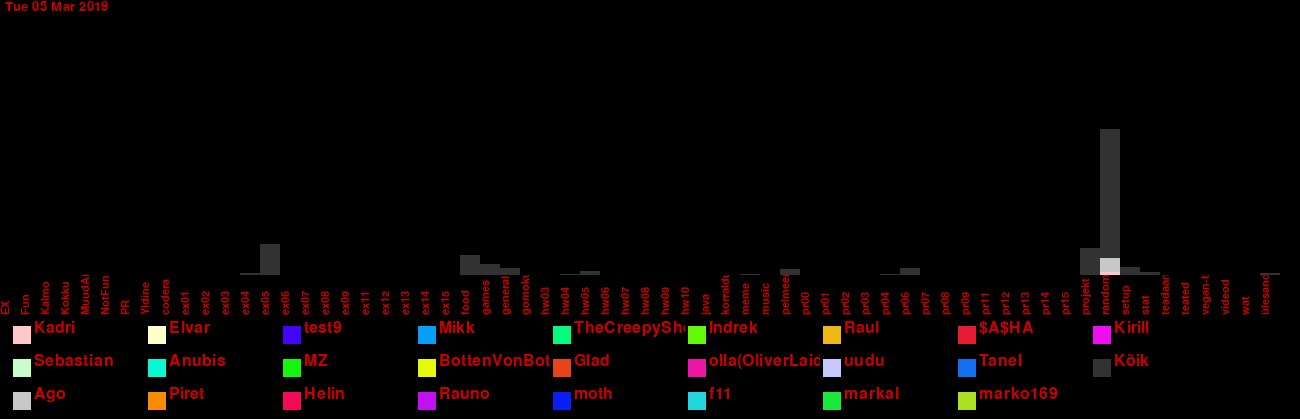 Tue 05 Mar 2019
EX Fun Kalmo Kokku MuudAi NotFun PR Yldine codera ex01 ex02 ex03 ex04 ex05 ex06 ex07 ex08 ex09 ex11 ex12 ex13 ex14 ex15 food games general gomoku hw03 hw04 hw05 hw06 hw07 hw08 hw09 hw10 java korraldu meme music pelmee pr00 pr01 pr02 pr03 pr04 pr06 pr07 pr08 pr09 pr11 pr12 pr13 pr14 pr15 projekt random setup stat teadaan teated vegan-t videod wat ülesand
Kadri Elvar test9 Mikk TheCreepySh Indrek Raul $A$HA Kirill
Sebastian Anubis MZ BottenVonBot Glad olla(OliverLaid uudu Tanel Köik
Ago Piret Helin Rauno moth f11 markal marko169